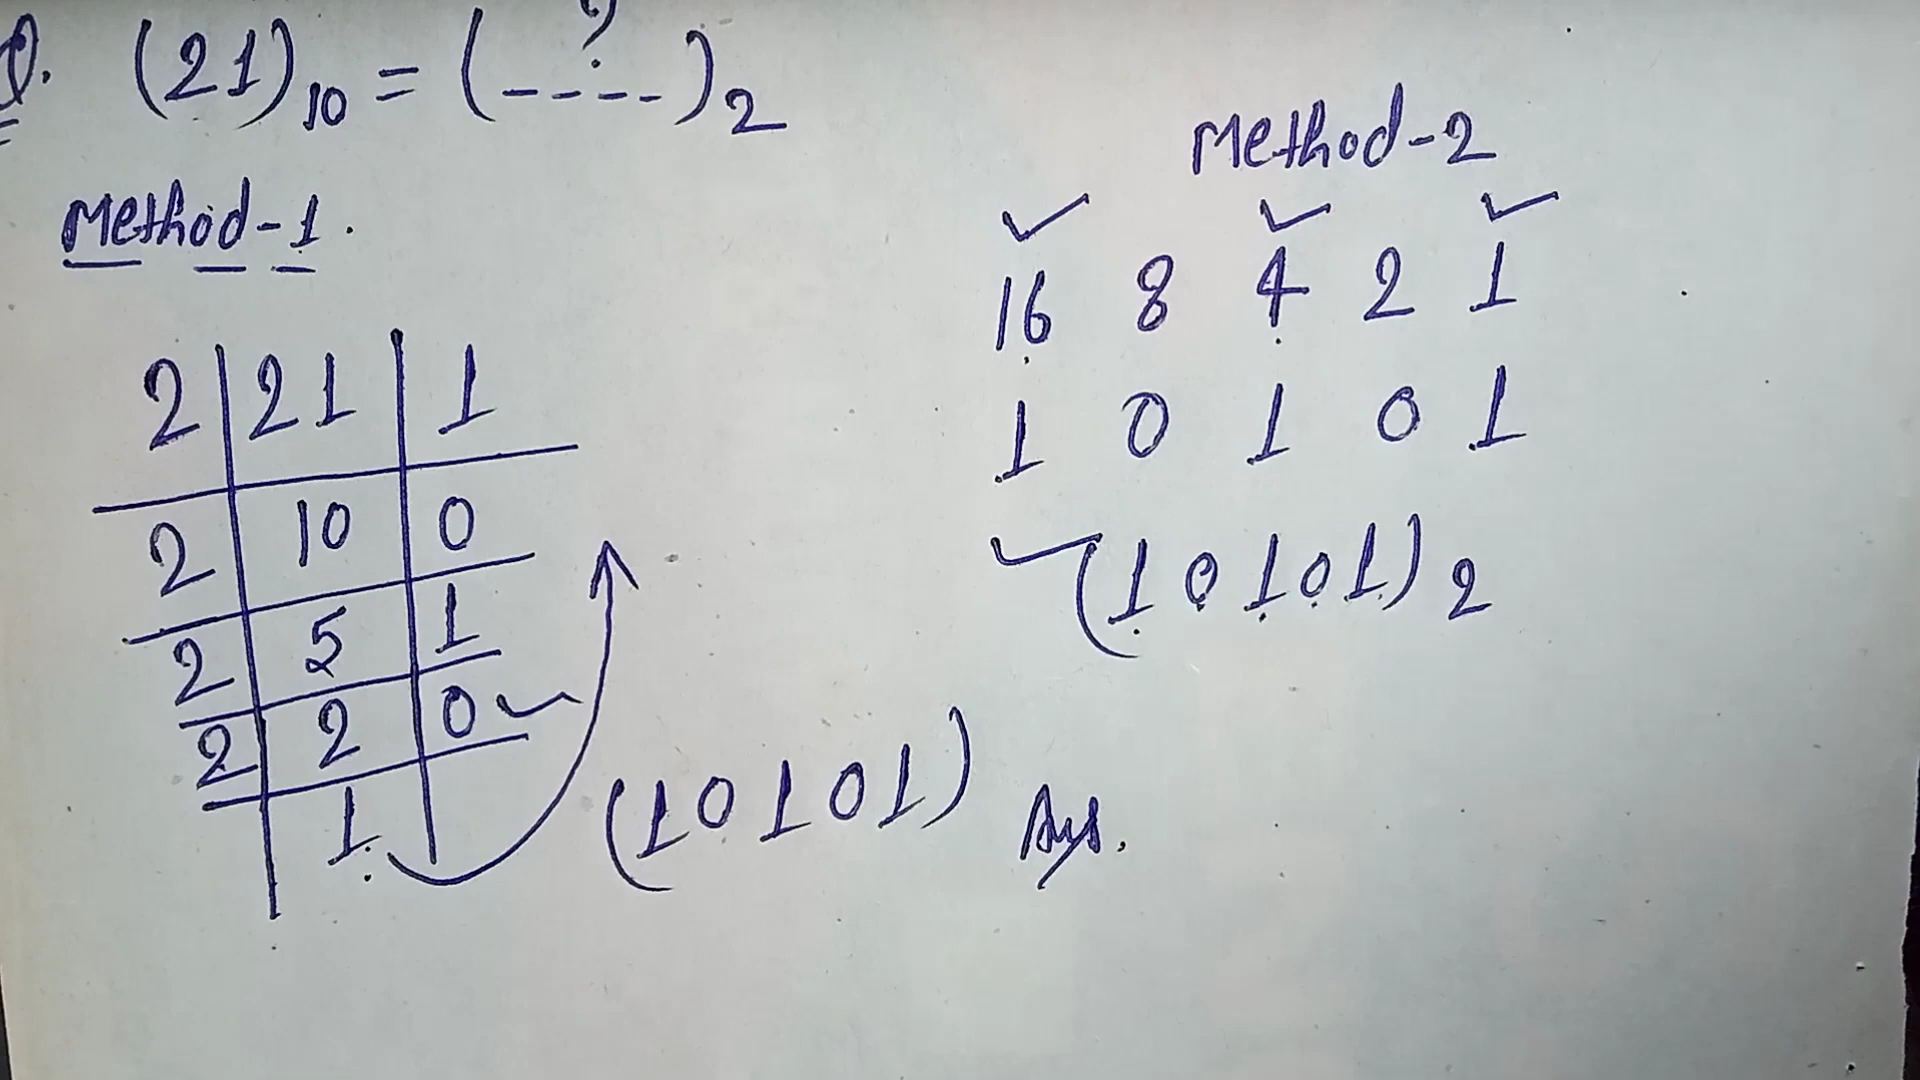 Q. (21)10 = (----?)2
Method-1.
2 21 1
2 10 0
2 5 1
2 2 0
1
(10101) Ans.
Method-2
16 8 4 2 1
1 0 1 0 1
(10101)2